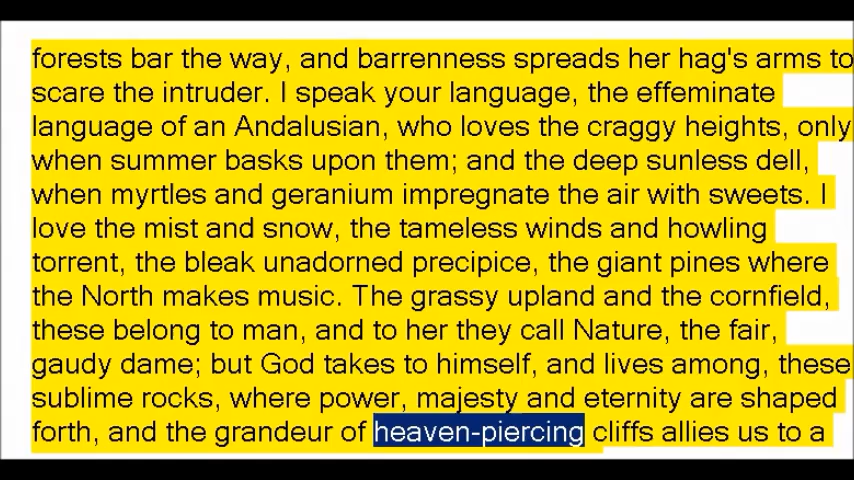 forests bar the way, and barrenness spreads her hag's arms to
scare the intruder. I speak your language, the effeminate
language of an Andalusian, who loves the craggy heights, only
when summer basks upon them; and the deep sunless dell,
when myrtles and geranium impregnate the air with sweets. I
love the mist and snow, the tameless winds and howling
torrent, the bleak unadorned precipice, the giant pines where
the North makes music. The grassy upland and the cornfield,
these belong to man, and to her they call Nature, the fair,
gaudy dame; but God takes to himself, and lives among, these
sublime rocks, where power, majesty and eternity are shaped
forth, and the grandeur of heaven-piercing cliffs allies us to a